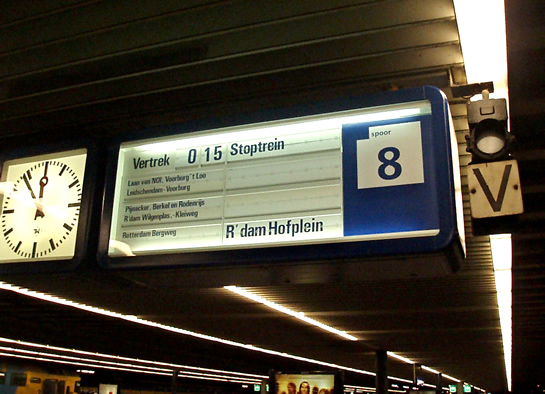 Vertrek 0 15 Stoptrein
spoor
8
Laan van NOI, Voorburg 't Loo
Leidschendam-Voorburg
Pijnacker, Berkel en Rodenrijs
R'dam Wilgenplas.-Kleiweg
Rotterdam Bergweg
R'dam Hofplein
V